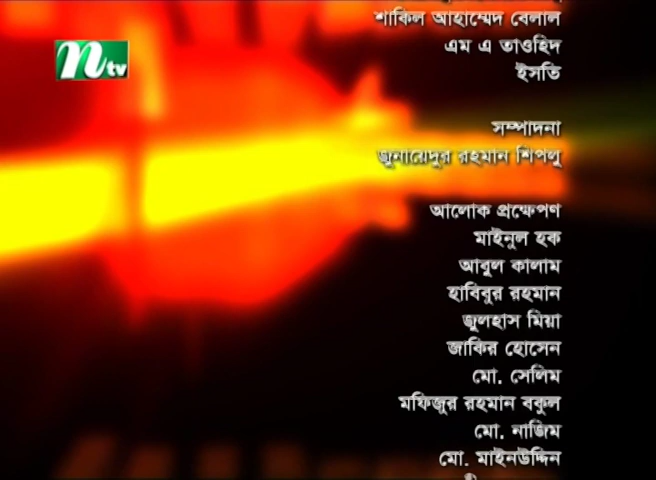 শাকিল আহাম্মেদ বেলাল
ntv
এম এ তাওহিদ
ইসতি
সম্পাদনা
জুনায়েদুর রহমান শিপলু
আলোক প্রক্ষেপণ
মাইনুল হক
আবুল কালাম
হাবিবুর রহমান
জুলহাস মিয়া
জাকির হোসেন
মো. সেলিম
মফিজুর রহমান বকুল
মো. নাজিম
মো. মাইনউদ্দিন